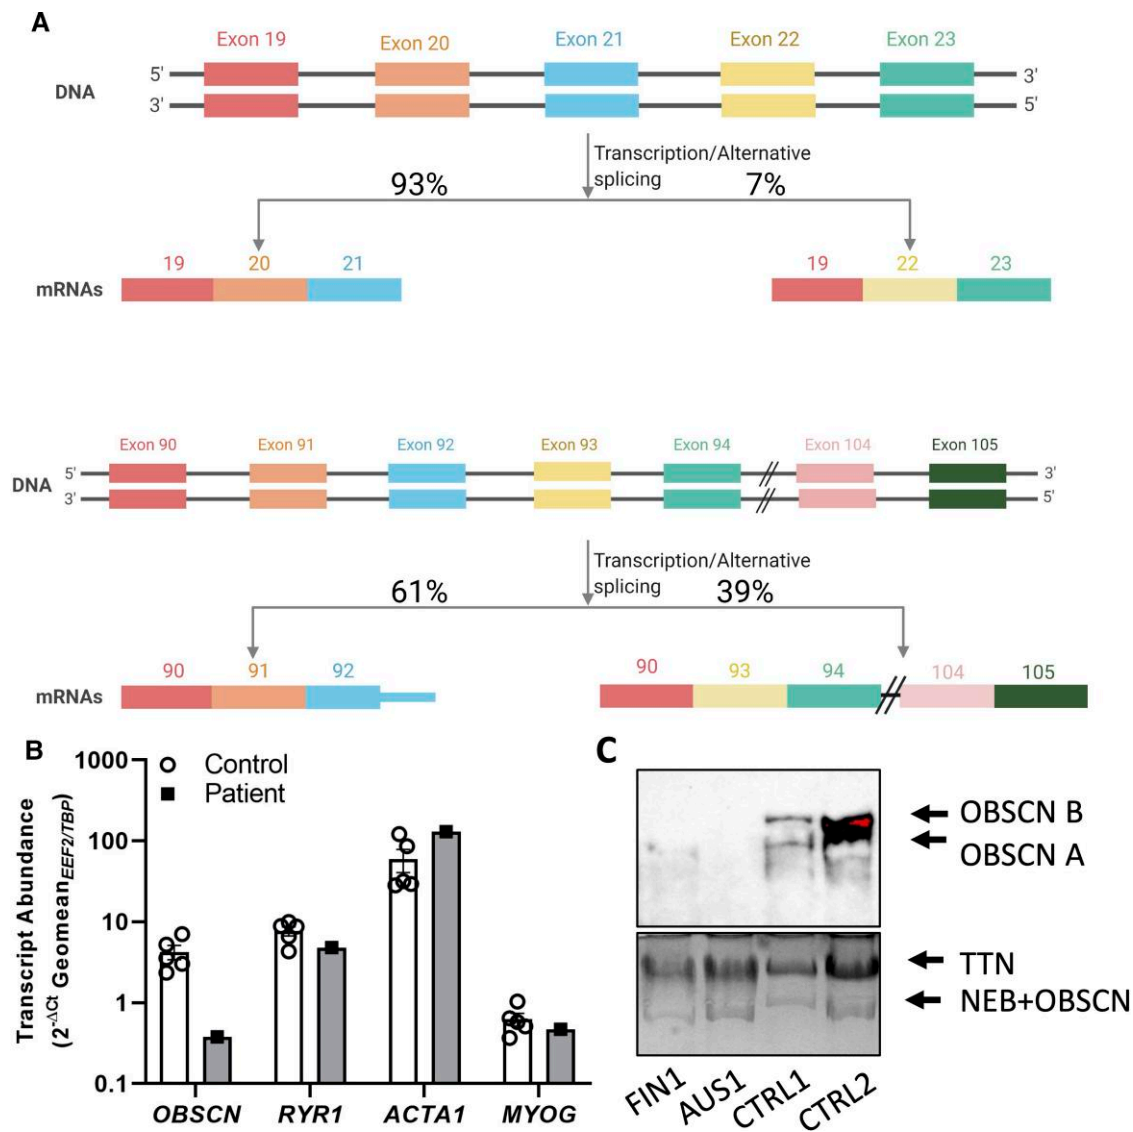 A
Exon 19 Exon 20 Exon 21 Exon 22 Exon 23
5' 3'
DNA
3' 5'
Transcription/Alternative
splicing
93% 7%
19 20 21 19 22 23
mRNAs
Exon 90 Exon 91 Exon 92 Exon 93 Exon 94 Exon 104 Exon 105
5' 3'
DNA
3' 5'
Transcription/Alternative
splicing
61% 39%
90 91 92 90 93 94 104 105
mRNAs
B
Transcript Abundance
(2^-ΔCt Geomean_EEF2/TBP)
1000
100
10
1
0.1
Control
Patient
OBSCN RYR1 ACTA1 MYOG
C
OBSCN B
OBSCN A
TTN
NEB+OBSCN
FIN1 AUS1 CTRL1 CTRL2